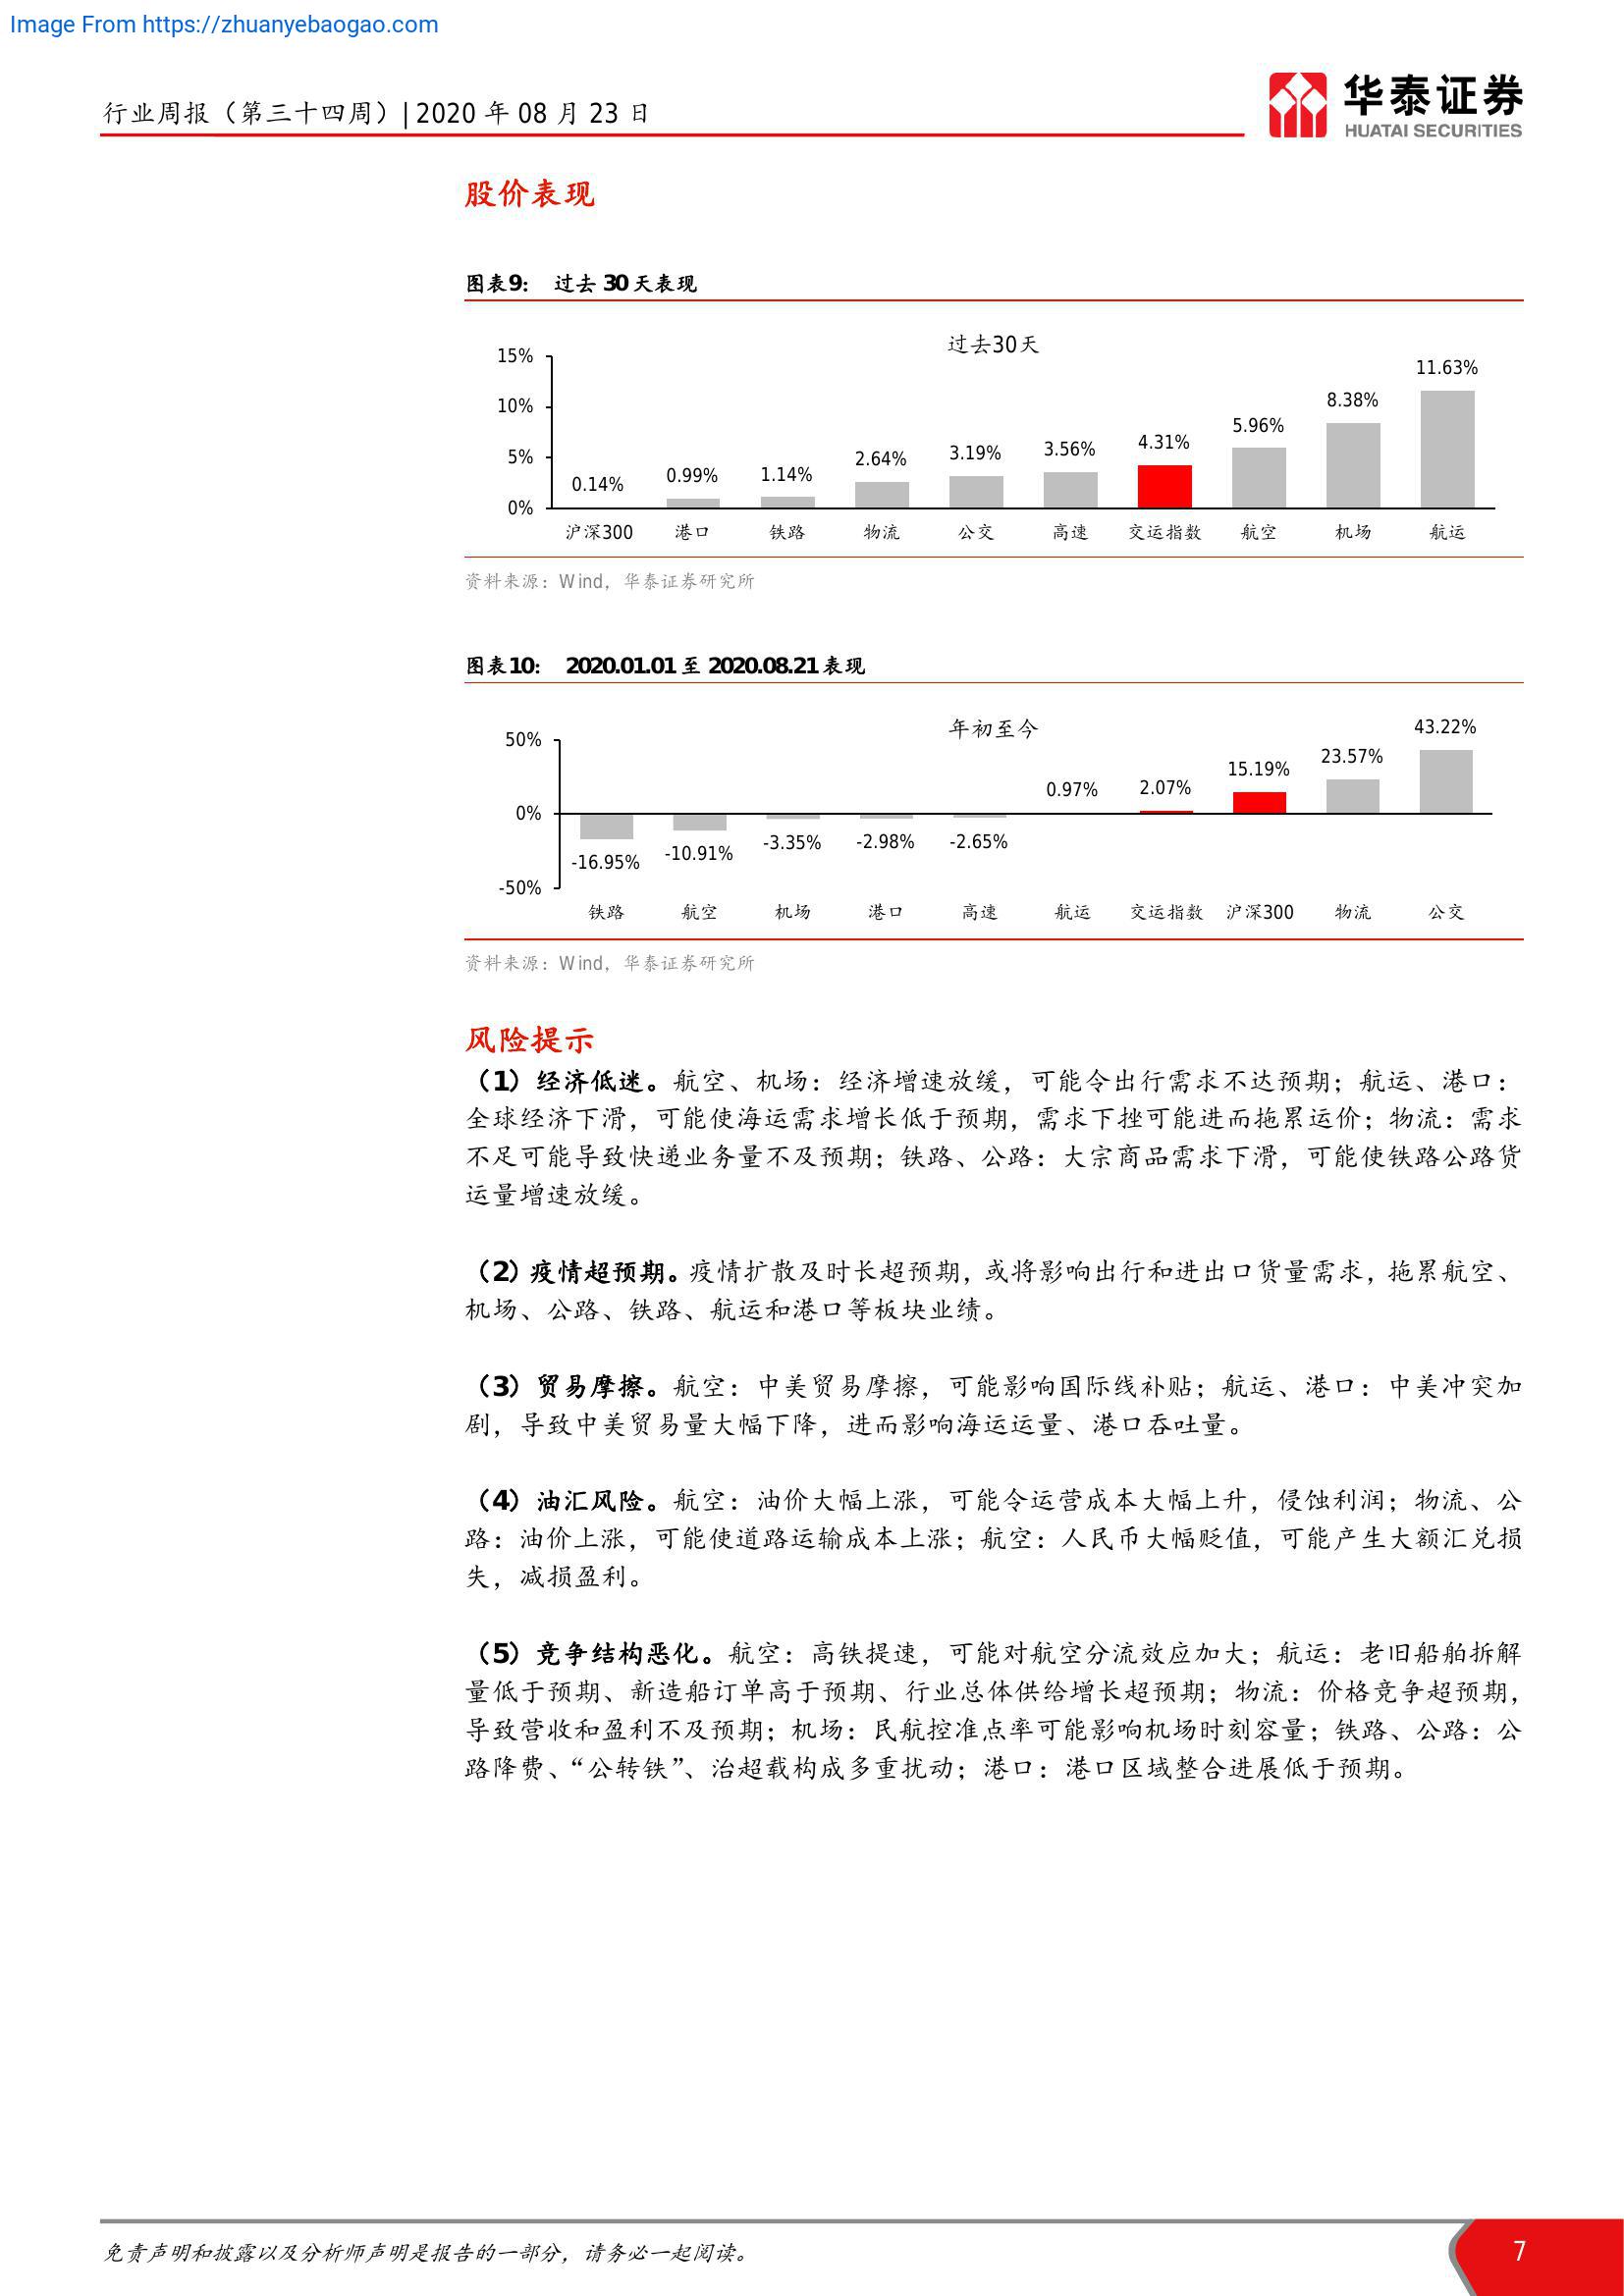 Image From https://zhuanyebaogao.com
行业周报（第三十四周）| 2020 年 08 月 23 日
华泰证券
HUATAI SECURITIES
股价表现
图表9： 过去 30 天表现
过去30天
15%
10%
5%
0%
0.14% 0.99% 1.14% 2.64% 3.19% 3.56% 4.31% 5.96% 8.38% 11.63%
沪深300 港口 铁路 物流 公交 高速 交运指数 航空 机场 航运
资料来源：Wind，华泰证券研究所
图表10： 2020.01.01 至 2020.08.21 表现
年初至今
50%
0%
-50%
-16.95% -10.91% -3.35% -2.98% -2.65% 0.97% 2.07% 15.19% 23.57% 43.22%
铁路 航空 机场 港口 高速 航运 交运指数 沪深300 物流 公交
资料来源：Wind，华泰证券研究所
风险提示
（1）经济低迷。航空、机场：经济增速放缓，可能令出行需求不达预期；航运、港口：
全球经济下滑，可能使海运需求增长低于预期，需求下挫可能进而拖累运价；物流：需求
不足可能导致快递业务量不及预期；铁路、公路：大宗商品需求下滑，可能使铁路公路货
运量增速放缓。
（2）疫情超预期。疫情扩散及时长超预期，或将影响出行和进出口货量需求，拖累航空、
机场、公路、铁路、航运和港口等板块业绩。
（3）贸易摩擦。航空：中美贸易摩擦，可能影响国际线补贴；航运、港口：中美冲突加
剧，导致中美贸易量大幅下降，进而影响海运运量、港口吞吐量。
（4）油汇风险。航空：油价大幅上涨，可能令运营成本大幅上升，侵蚀利润；物流、公
路：油价上涨，可能使道路运输成本上涨；航空：人民币大幅贬值，可能产生大额汇兑损
失，减损盈利。
（5）竞争结构恶化。航空：高铁提速，可能对航空分流效应加大；航运：老旧船舶拆解
量低于预期、新造船订单高于预期、行业总体供给增长超预期；物流：价格竞争超预期，
导致营收和盈利不及预期；机场：民航控准点率可能影响机场时刻容量；铁路、公路：公
路降费、“公转铁”、治超载构成多重扰动；港口：港口区域整合进展低于预期。
免责声明和披露以及分析师声明是报告的一部分，请务必一起阅读。
7